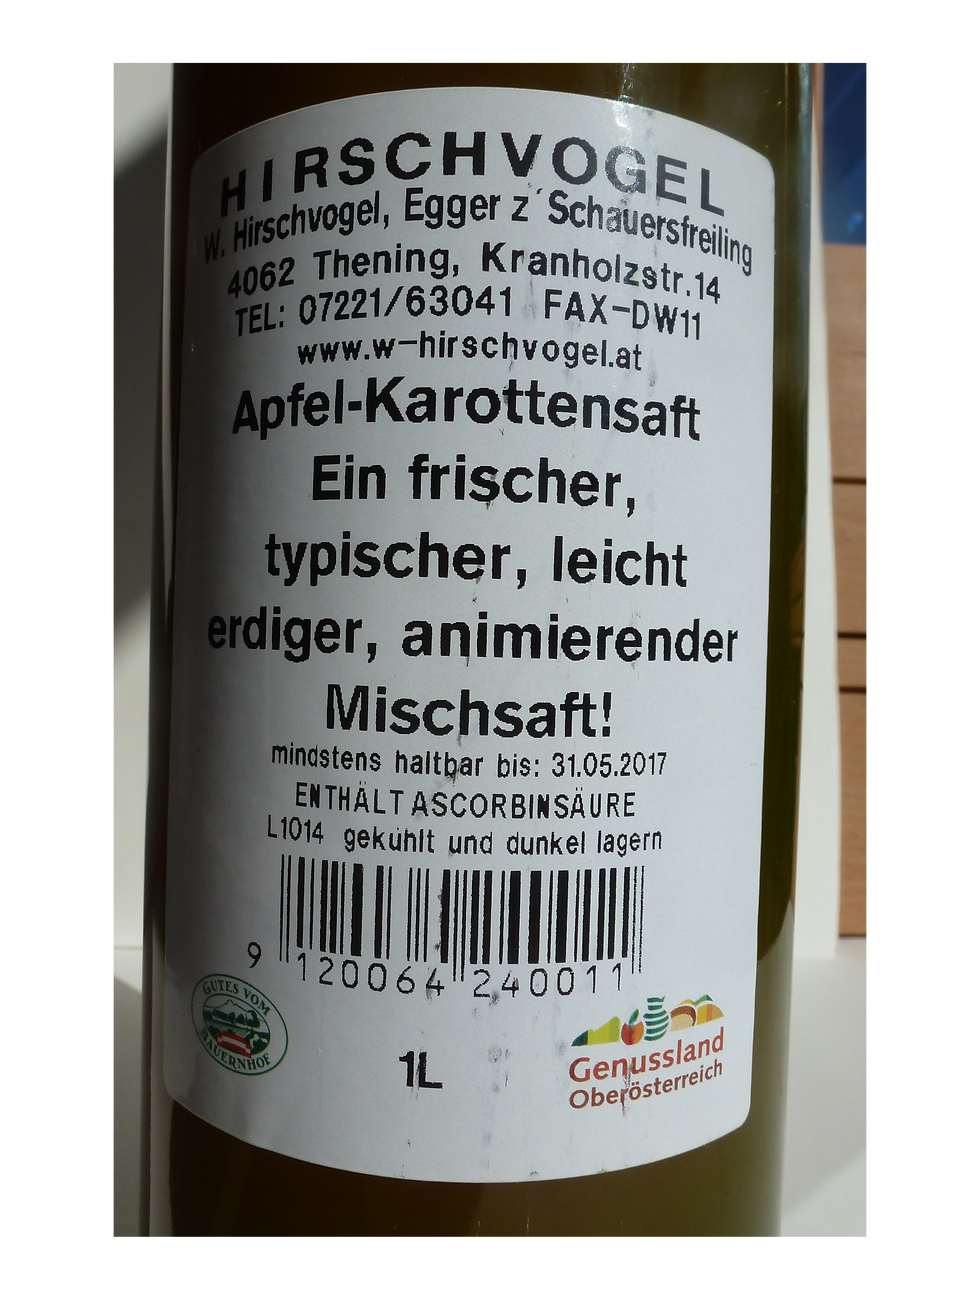 HIRSCHVOGEL
W. Hirschvogel, Egger z´Schauersfreiling
4062 Thening, Kranholzstr.14
TEL: 07221/63041 FAX-DW11
www.w-hirschvogel.at
Apfel-Karottensaft
Ein frischer,
typischer, leicht
erdiger, animierender
Mischsaft!
mindstens haltbar bis: 31.05.2017
ENTHÄLT ASCORBINSÄURE
L1014 gekühlt und dunkel lagern
9 120064 240011
GUTES VOM
BAUERNHOF
1L
Genussland
Oberösterreich